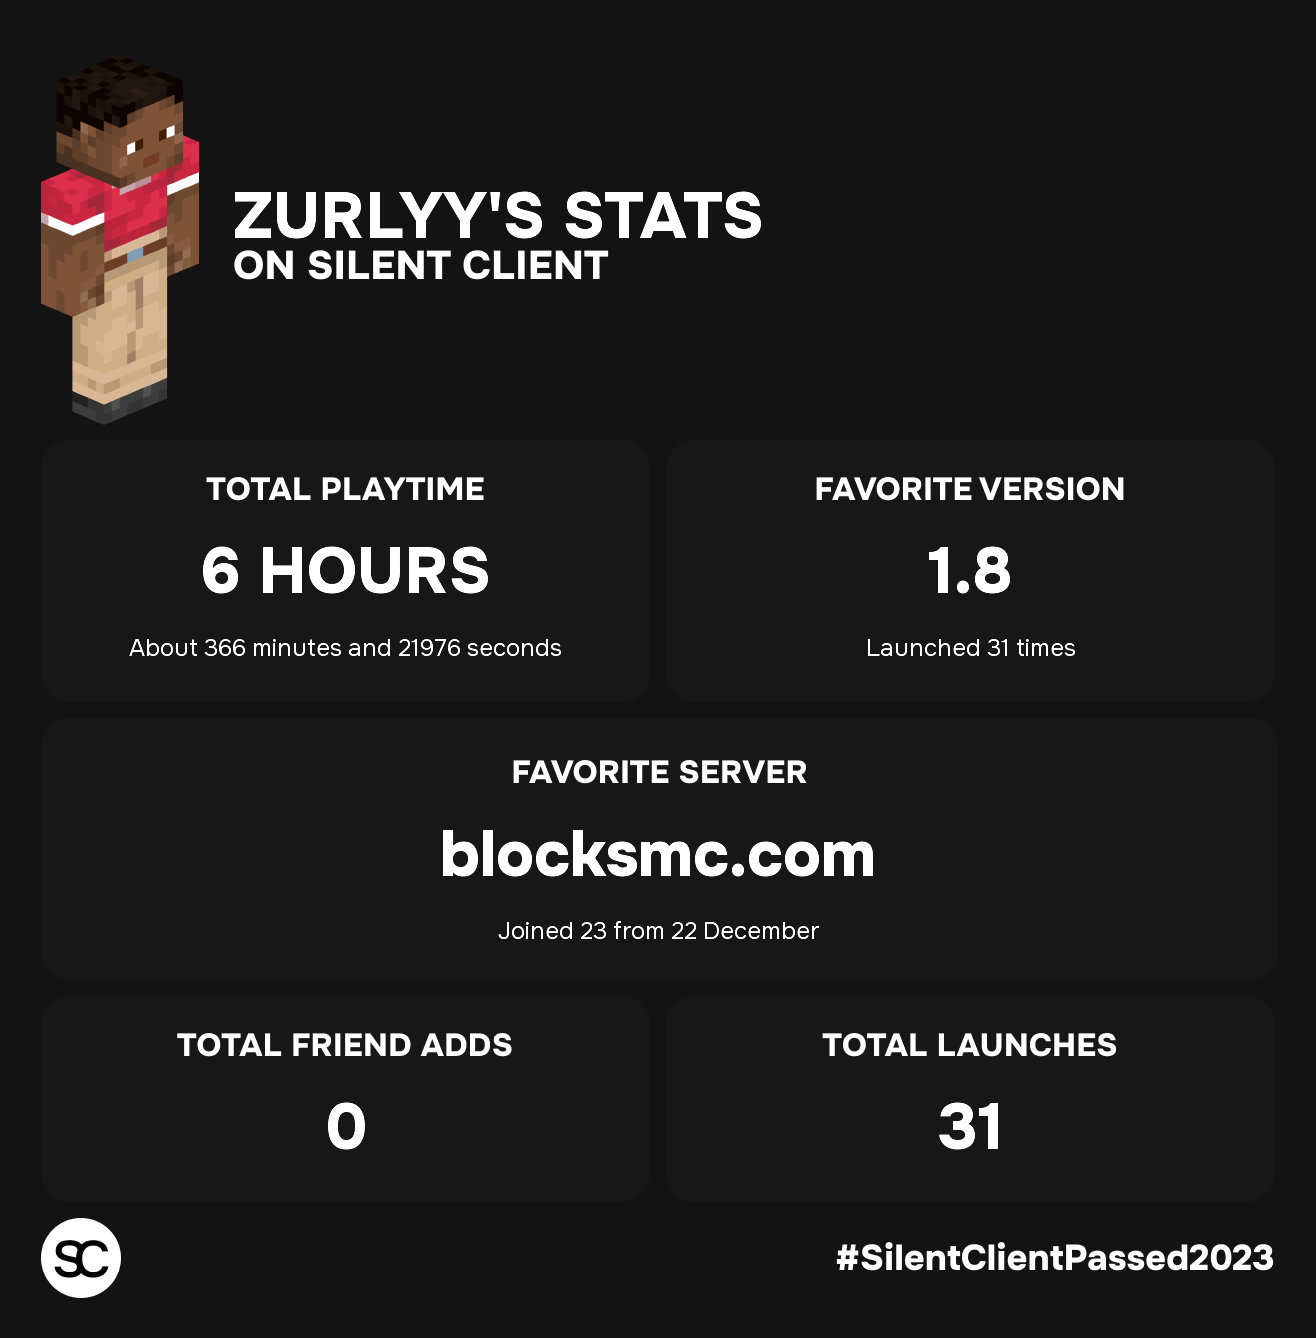 ZURLYY'S STATS
ON SILENT CLIENT
TOTAL PLAYTIME
6 HOURS
About 366 minutes and 21976 seconds
FAVORITE VERSION
1.8
Launched 31 times
FAVORITE SERVER
blocksmc.com
Joined 23 from 22 December
TOTAL FRIEND ADDS
0
TOTAL LAUNCHES
31
SC
#SilentClientPassed2023